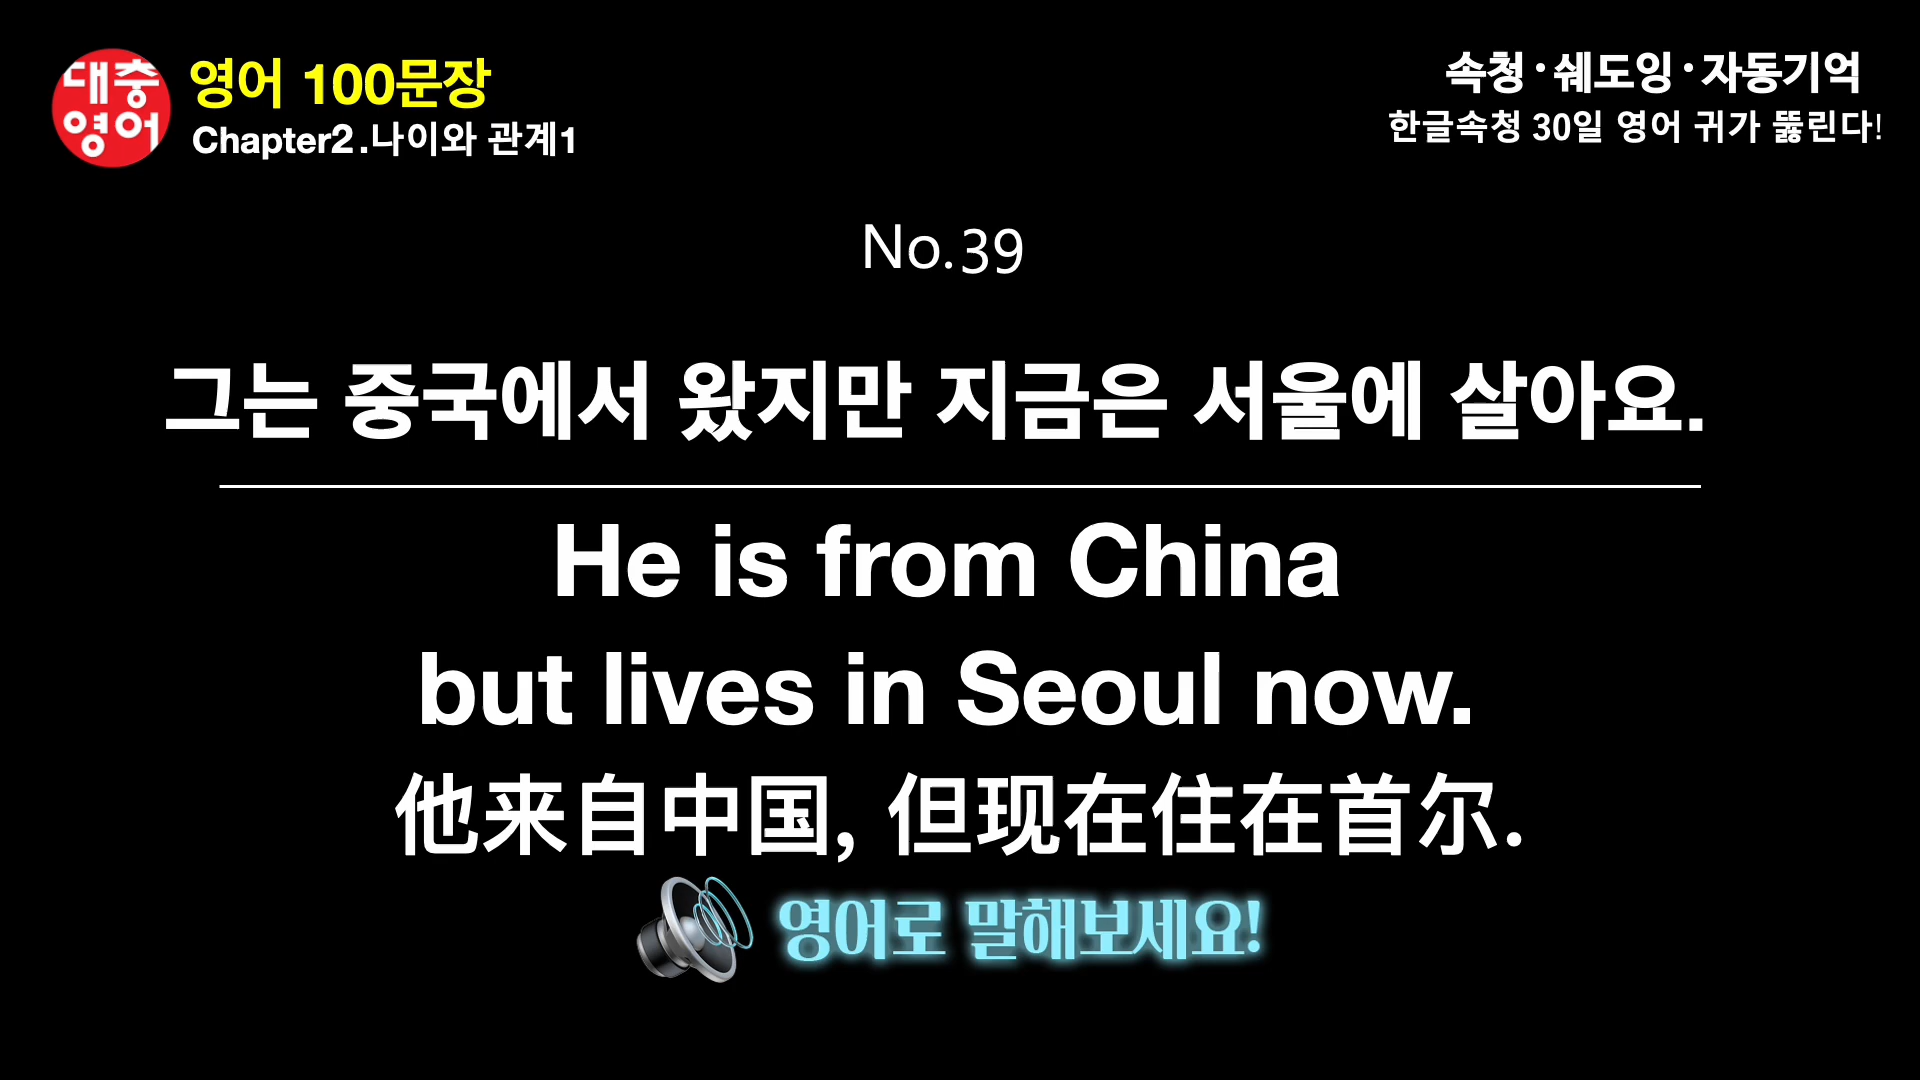 대충
영어
영어 100문장
Chapter2.나이와 관계1
속청·쉐도잉·자동기억
한글속청 30일 영어 귀가 뚫린다!
No.39
그는 중국에서 왔지만 지금은 서울에 살아요.
He is from China
but lives in Seoul now.
他来自中国, 但现在住在首尔.
영어로 말해보세요!